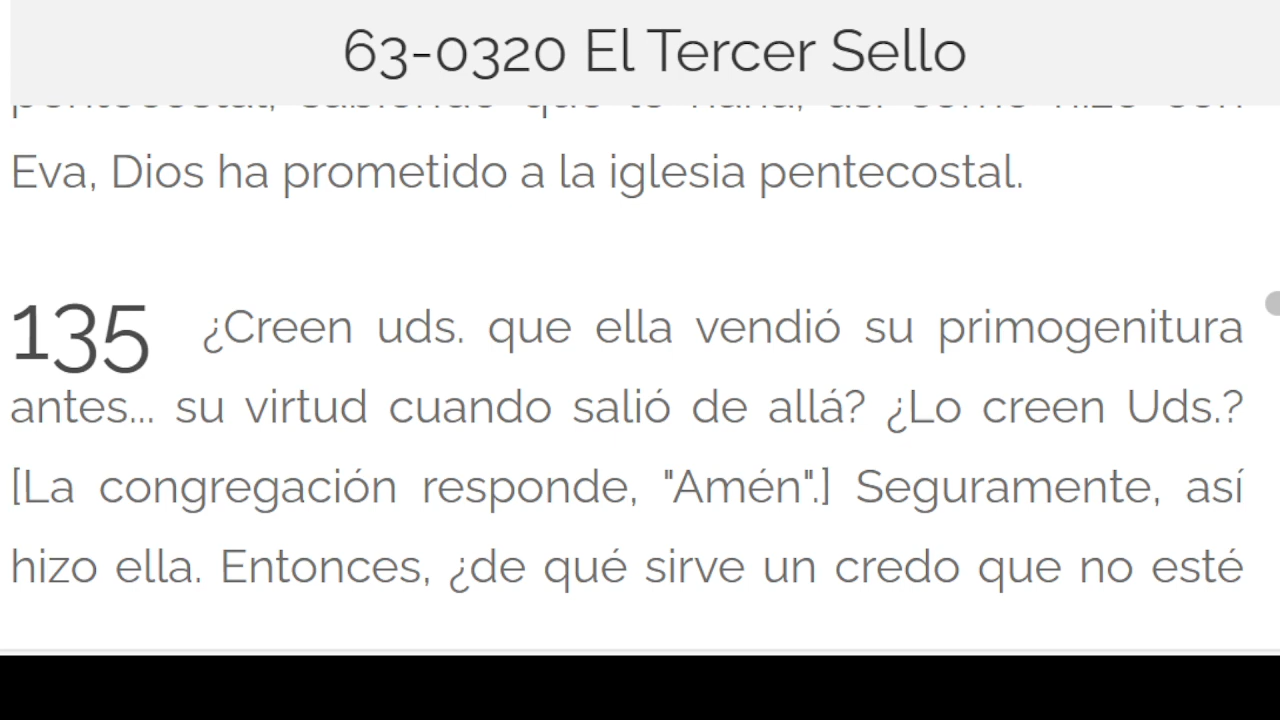 63-0320 El Tercer Sello
Eva, Dios ha prometido a la iglesia pentecostal.
135 ¿Creen uds. que ella vendió su primogenitura
antes... su virtud cuando salió de allá? ¿Lo creen Uds.?
[La congregación responde, "Amén".] Seguramente, así
hizo ella. Entonces, ¿de qué sirve un credo que no esté